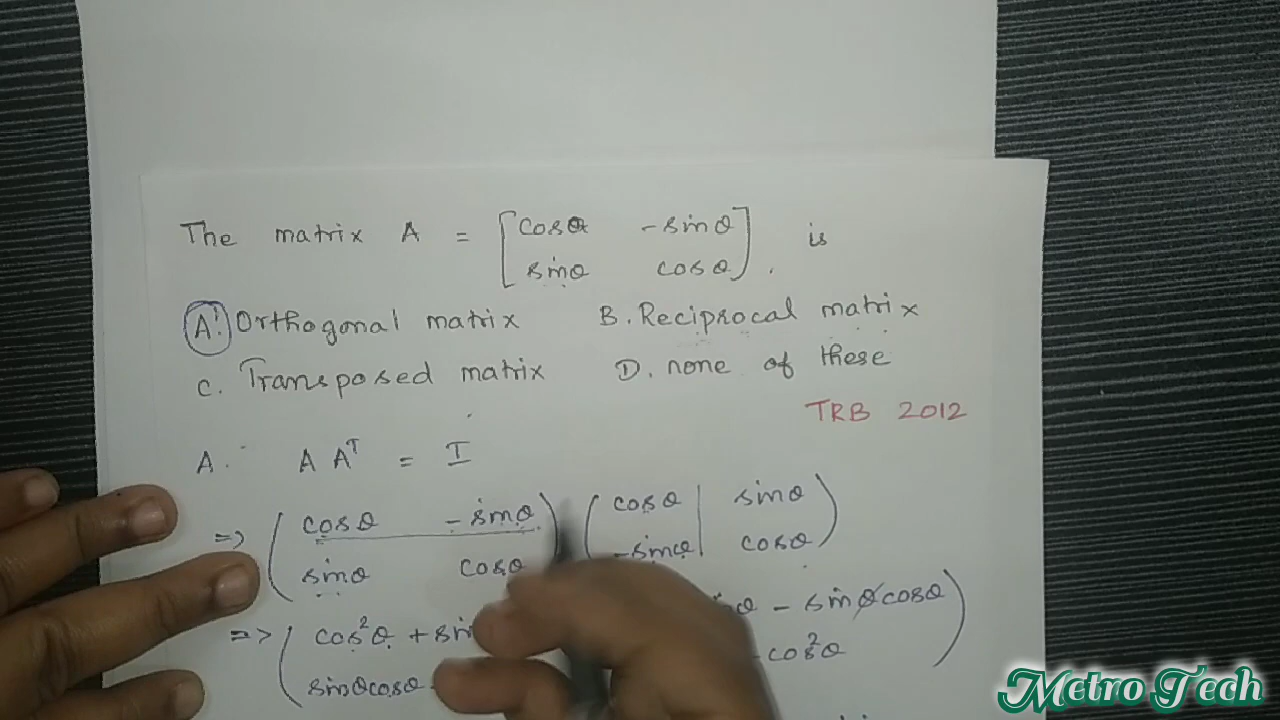 The matrix A = [cosθ -sinθ
sinθ cosθ]. is
A. Orthogonal matrix B. Reciprocal matrix
C. Transposed matrix D. none of these
TRB 2012
A. A Aᵀ = I
=> (cosθ -sinθ) (cosθ sinθ)
sinθ cosθ -sinθ cosθ
=> (cos²θ + - sinθcosθ)
sinθcosθ cos²θ
Metro Tech